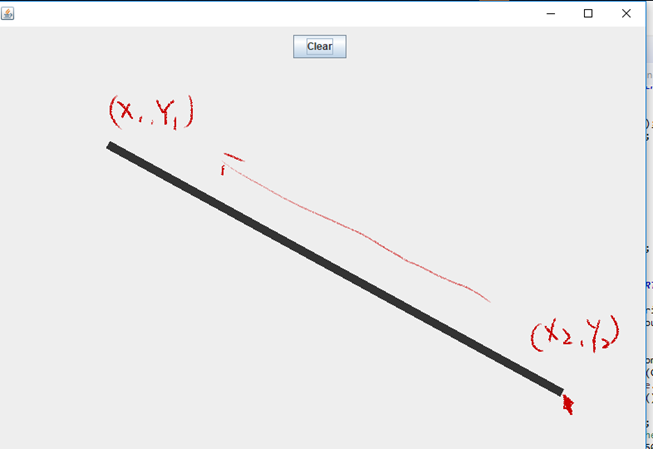 Clear
(X₁, Y₁)
(X₂, Y₂)